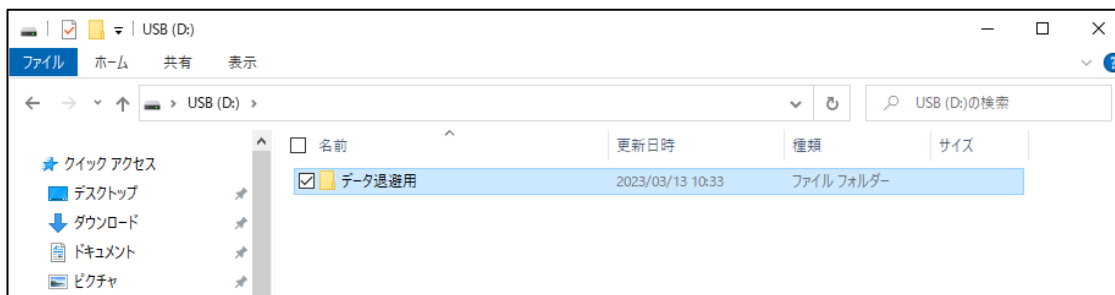 USB (D:)
ファイル ホーム 共有 表示
USB (D:) USB (D:)の検索
名前 更新日時 種類 サイズ
クイック アクセス
データ退避用 2023/03/13 10:33 ファイル フォルダー
デスクトップ
ダウンロード
ドキュメント
ピクチャ